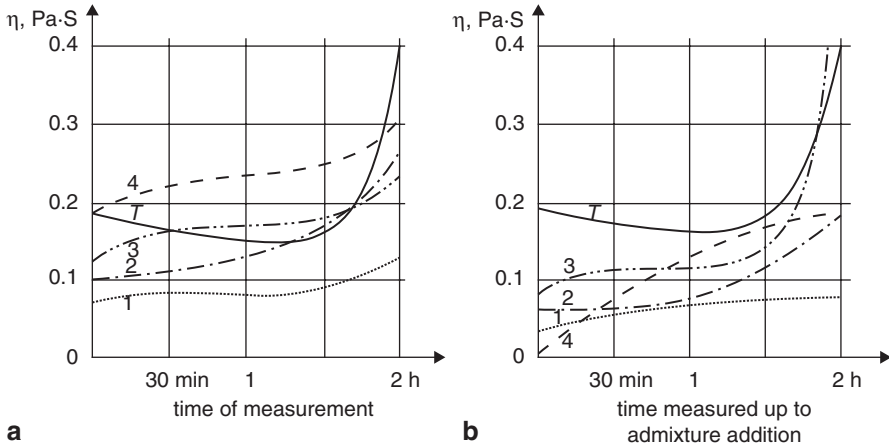 η, Pa·S
0.4
0.3
0.2
0.1
0
4
T
3
2
1
30 min 1 2 h
time of measurement
a
η, Pa·S
0.4
0.3
0.2
0.1
0
T
3
2
1
4
30 min 1 2 h
time measured up to
admixture addition
b